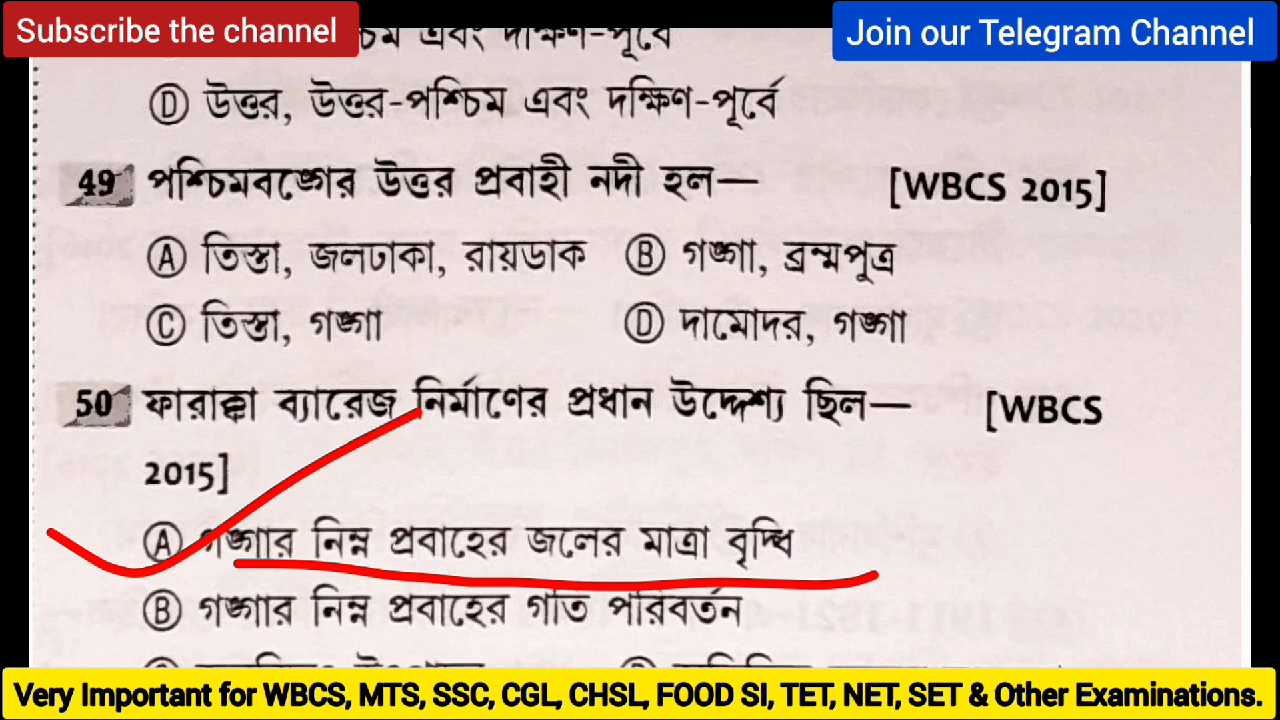 Subscribe the channel
Join our Telegram Channel
এবং দক্ষিণ-পূর্বে
Ⓓ উত্তর, উত্তর-পশ্চিম এবং দক্ষিণ-পূর্বে
49 পশ্চিমবঙ্গের উত্তর প্রবাহী নদী হল— [WBCS 2015]
Ⓐ তিস্তা, জলঢাকা, রায়ডাক Ⓑ গঙ্গা, ব্রহ্মপুত্র
Ⓒ তিস্তা, গঙ্গা Ⓓ দামোদর, গঙ্গা
50 ফারাক্কা ব্যারেজ নির্মাণের প্রধান উদ্দেশ্য ছিল— [WBCS
2015]
Ⓐ গঙ্গার নিম্ন প্রবাহের জলের মাত্রা বৃদ্ধি
Ⓑ গঙ্গার নিম্ন প্রবাহের গতি পরিবর্তন
Very Important for WBCS, MTS, SSC, CGL, CHSL, FOOD SI, TET, NET, SET & Other Examinations.